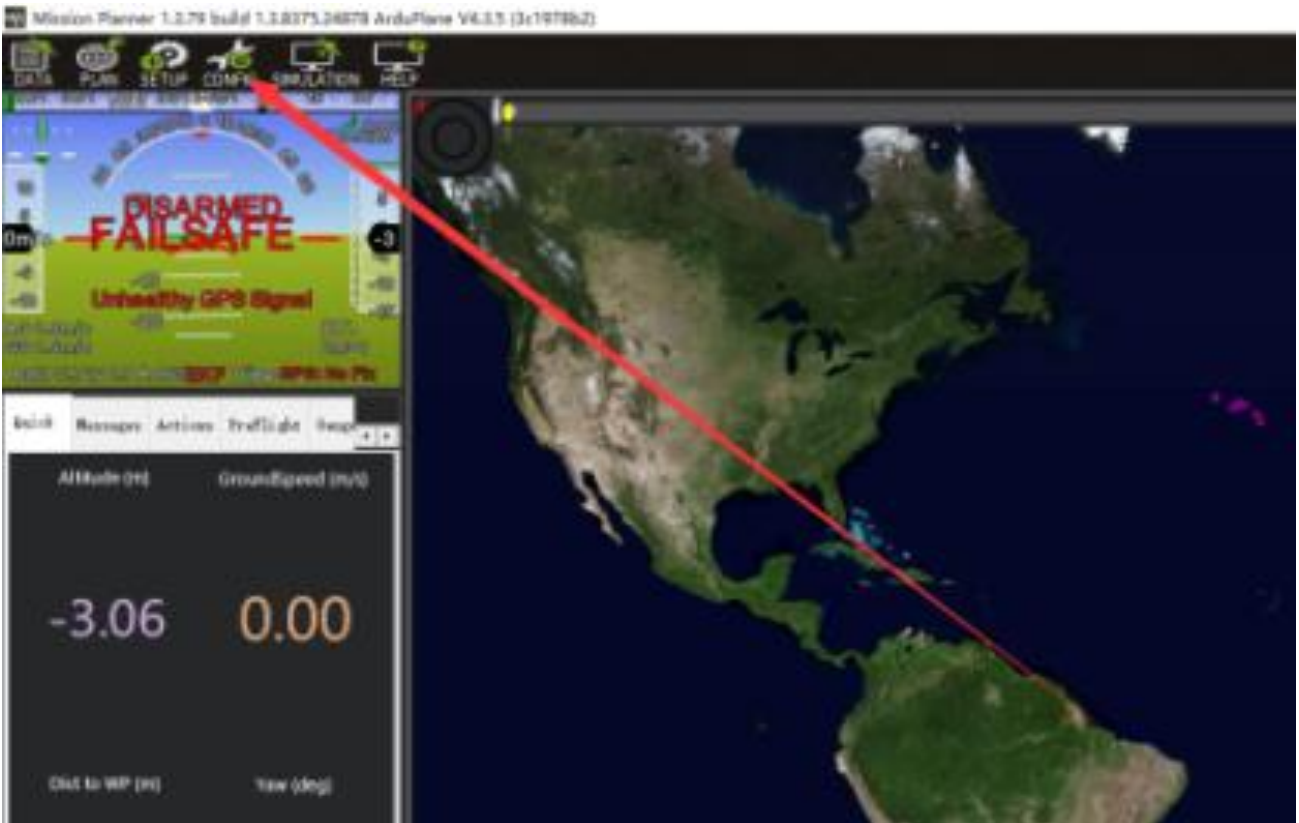 Mission Planner 1.3.79 build 1.3.8375.24878 ArduPlane V4.3.5 (3c1978b2)
DATA PLAN SETUP CONFIG SIMULATION HELP
DISARMED
FAILSAFE
-3
Unhealthy GPS Signal
Quick Messages Actions Preflight
Altitude (m) GroundSpeed (m/s)
-3.06 0.00
Dist to WP (m) Yaw (deg)